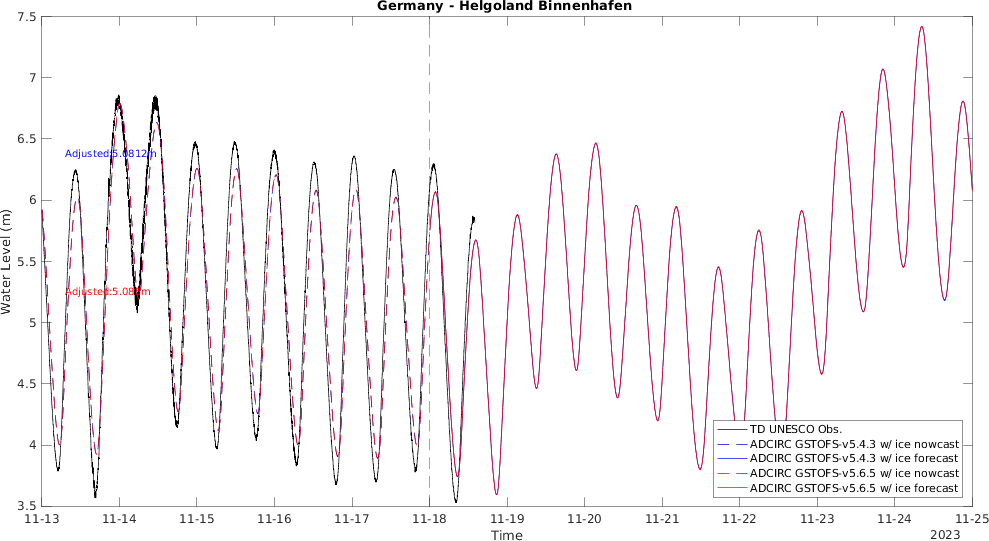 Germany - Helgoland Binnenhafen
7.5
7
6.5
6
5.5
5
4.5
4
3.5
Water Level (m)
Adjusted:5.0812m
TD UNESCO Obs.
ADCIRC GSTOFS-v5.4.3 w/ ice nowcast
ADCIRC GSTOFS-v5.4.3 w/ ice forecast
ADCIRC GSTOFS-v5.6.5 w/ ice nowcast
ADCIRC GSTOFS-v5.6.5 w/ ice forecast
11-13 11-14 11-15 11-16 11-17 11-18 11-19 11-20 11-21 11-22 11-23 11-24 11-25
Time
2023